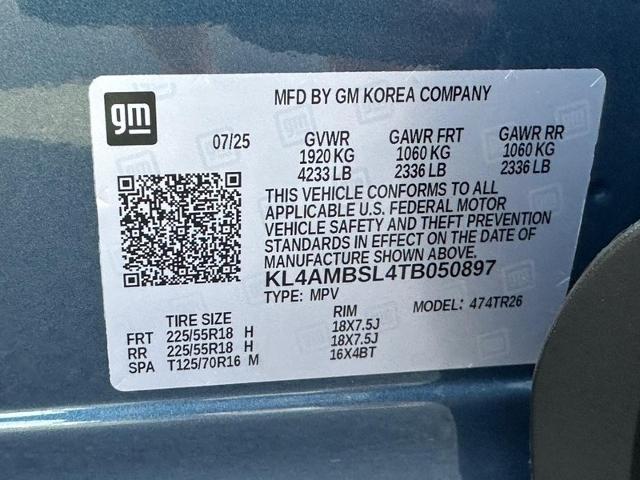 gm
MFD BY GM KOREA COMPANY
07/25 GVWR GAWR FRT GAWR RR
1920 KG 1060 KG 1060 KG
4233 LB 2336 LB 2336 LB
THIS VEHICLE CONFORMS TO ALL
APPLICABLE U.S. FEDERAL MOTOR
VEHICLE SAFETY AND THEFT PREVENTION
STANDARDS IN EFFECT ON THE DATE OF
MANUFACTURE SHOWN ABOVE.
KL4AMBSL4TB050897
TYPE: MPV MODEL: 474TR26
TIRE SIZE RIM
FRT 225/55R18 H 18X7.5J
RR 225/55R18 H 18X7.5J
SPA T125/70R16 M 16X4BT